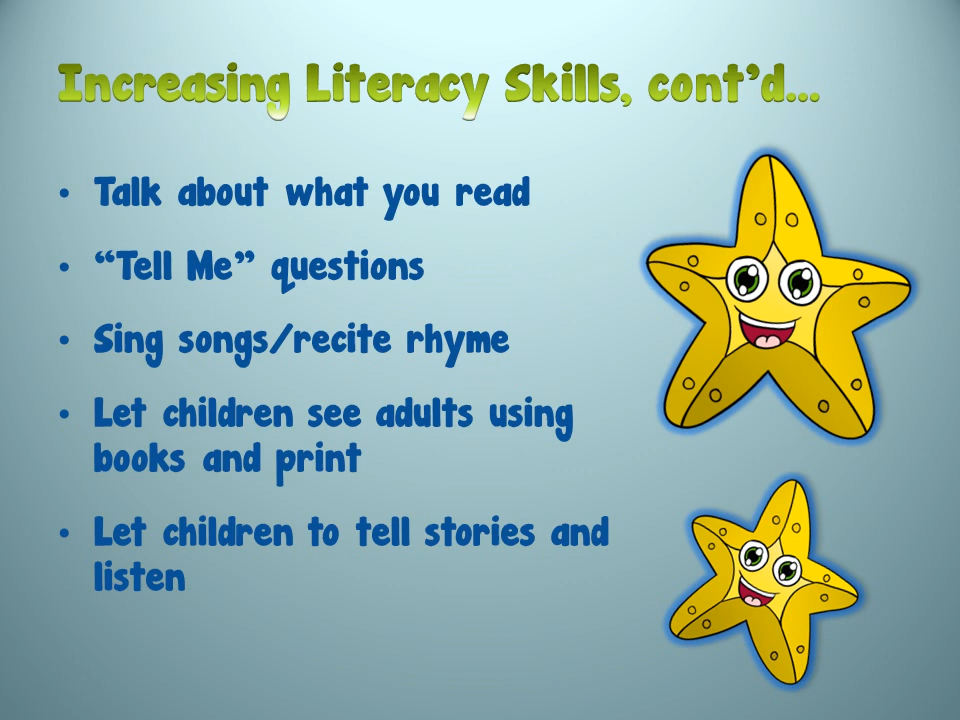 Increasing Literacy Skills, cont’d...
• Talk about what you read
• “Tell Me” questions
• Sing songs/recite rhyme
• Let children see adults using
books and print
• Let children to tell stories and
listen